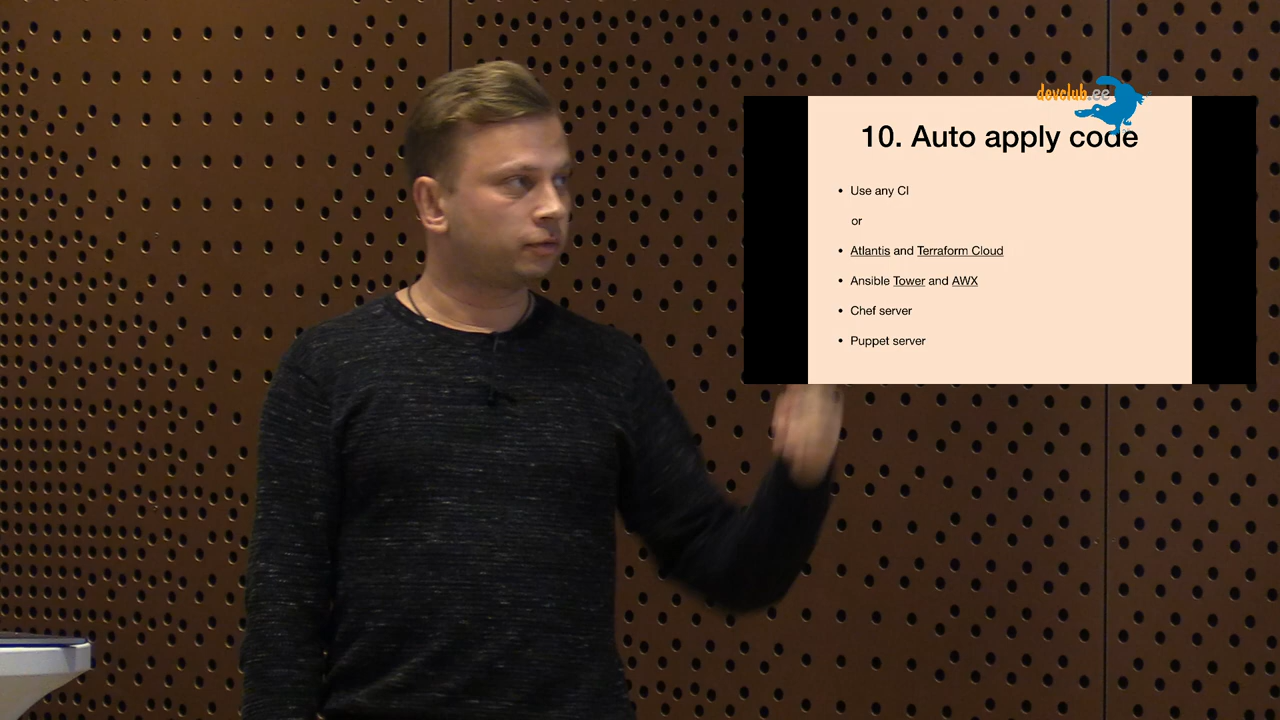 devclub.ee
10. Auto apply code
• Use any CI
or
• Atlantis and Terraform Cloud
• Ansible Tower and AWX
• Chef server
• Puppet server